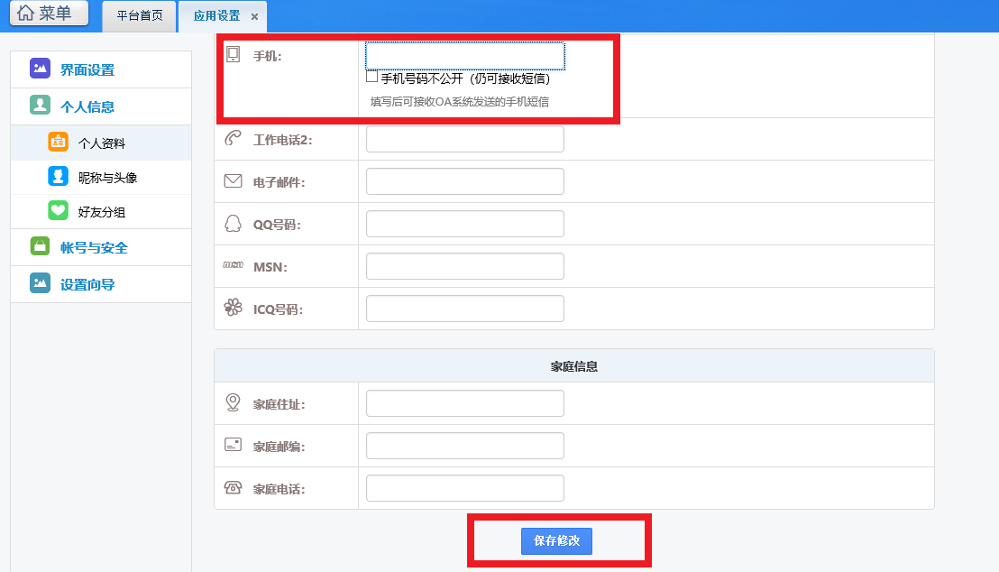 菜单
平台首页
应用设置 ×
界面设置
个人信息
个人资料
昵称与头像
好友分组
帐号与安全
设置向导
手机：
手机号码不公开（仍可接收短信）
填写后可接收OA系统发送的手机短信
工作电话2：
电子邮件：
QQ号码：
msn MSN：
ICQ号码：
家庭信息
家庭住址：
家庭邮编：
家庭电话：
保存修改